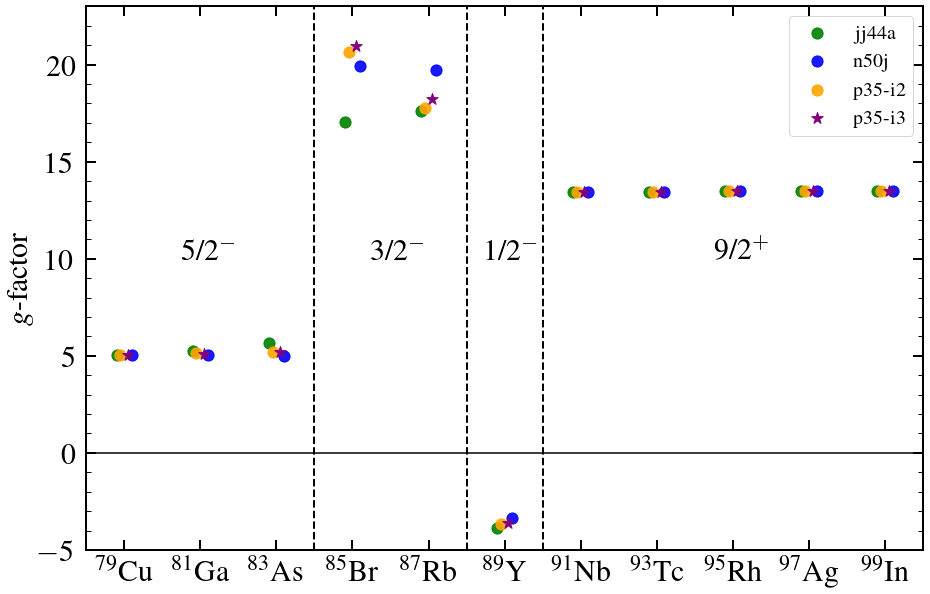 g-factor
20
15
10
5
0
−5
jj44a
n50j
p35-i2
p35-i3
5/2⁻
3/2⁻
1/2⁻
9/2⁺
⁷⁹Cu ⁸¹Ga ⁸³As ⁸⁵Br ⁸⁷Rb ⁸⁹Y ⁹¹Nb ⁹³Tc ⁹⁵Rh ⁹⁷Ag ⁹⁹In